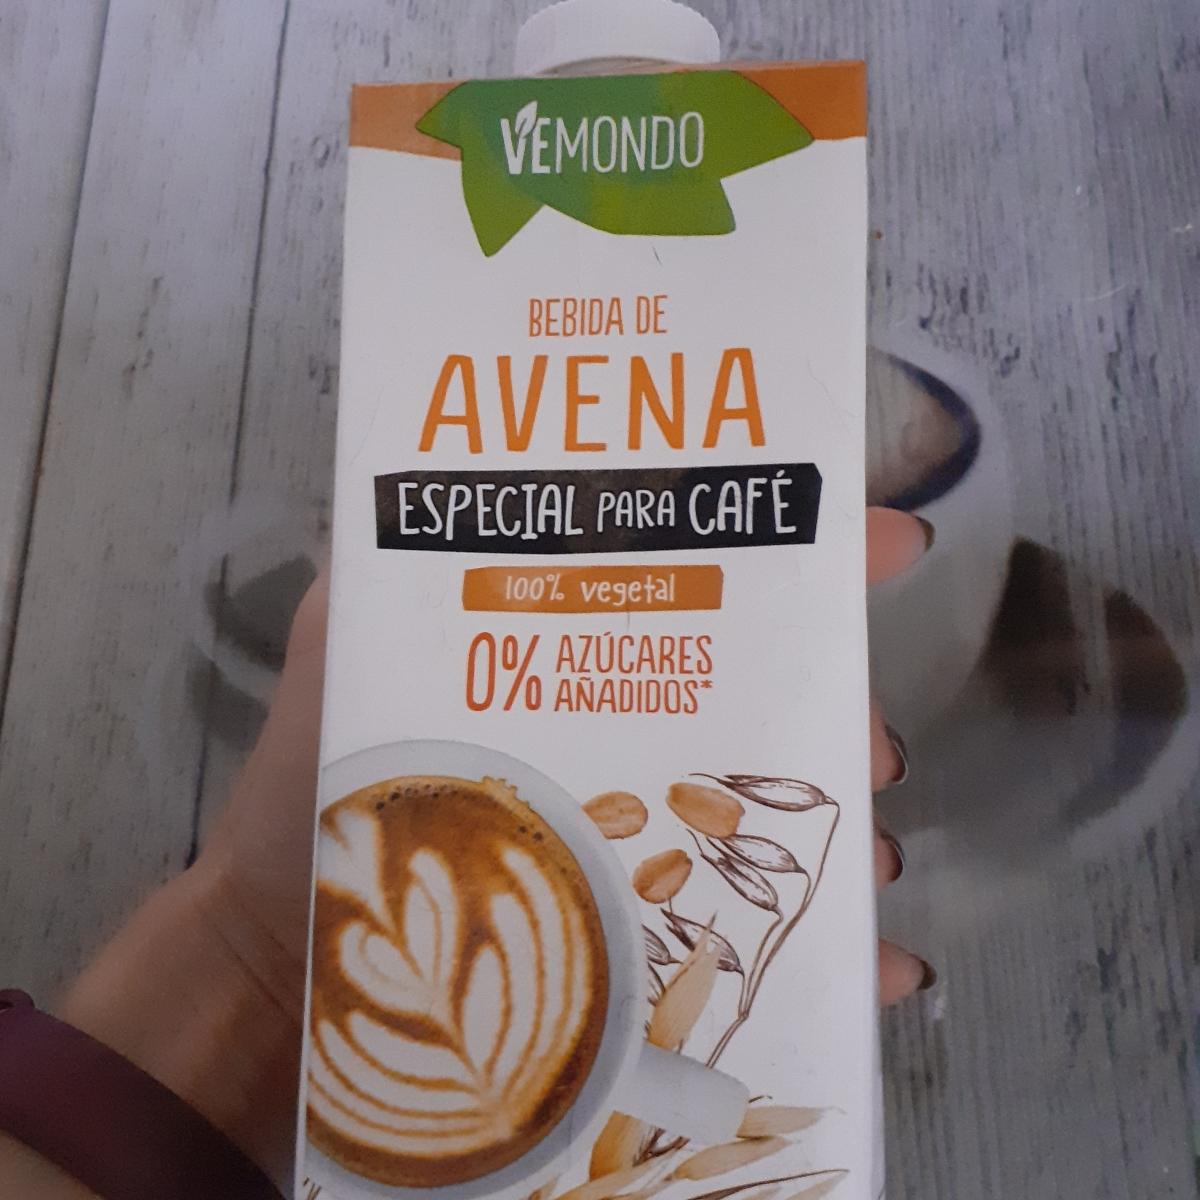 VEMONDO
BEBIDA DE
AVENA
ESPECIAL PARA CAFÉ
100% vegetal
0% AZÚCARES
AÑADIDOS*